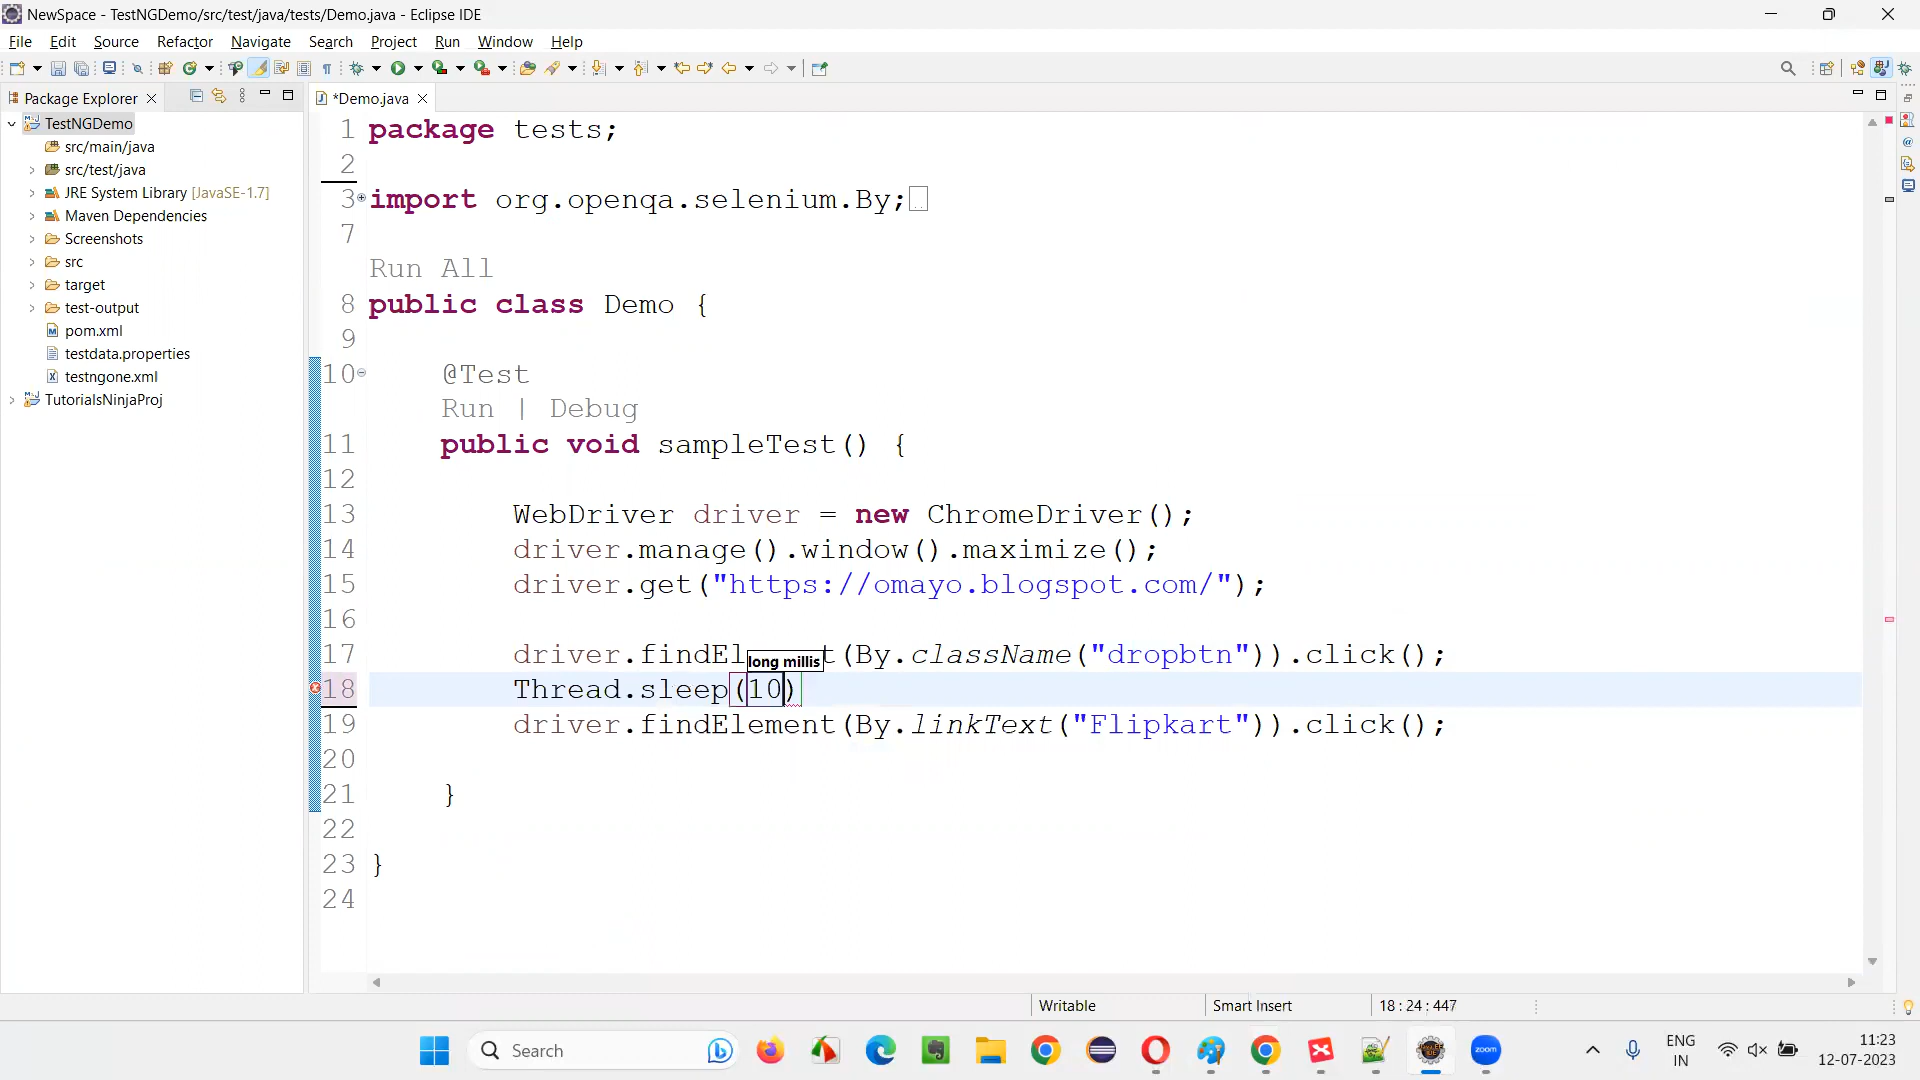 NewSpace - TestNGDemo/src/test/java/tests/Demo.java - Eclipse IDE
File Edit Source Refactor Navigate Search Project Run Window Help
Package Explorer
*Demo.java
TestNGDemo
src/main/java
src/test/java
JRE System Library [JavaSE-1.7]
Maven Dependencies
Screenshots
src
target
test-output
pom.xml
testdata.properties
testngone.xml
TutorialsNinjaProj
1 package tests;
2
3 import org.openqa.selenium.By;
7
Run All
8 public class Demo {
9
10 @Test
Run | Debug
11 public void sampleTest() {
12
13 WebDriver driver = new ChromeDriver();
14 driver.manage().window().maximize();
15 driver.get("https://omayo.blogspot.com/");
16
17 driver.findElement(By.className("dropbtn")).click();
long millis
18 Thread.sleep(10)
19 driver.findElement(By.linkText("Flipkart")).click();
20
21 }
22
23 }
24
Writable Smart Insert 18 : 24 : 447
Search
zoom
ENG
IN
11:23
12-07-2023